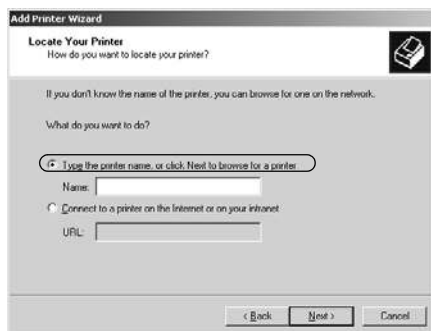 Add Printer Wizard
Locate Your Printer
How do you want to locate your printer?
If you don't know the name of the printer, you can browse for one on the network.
What do you want to do?
Type the printer name, or click Next to browse for a printer
Name:
Connect to a printer on the Internet or on your intranet
URL:
< Back
Next >
Cancel